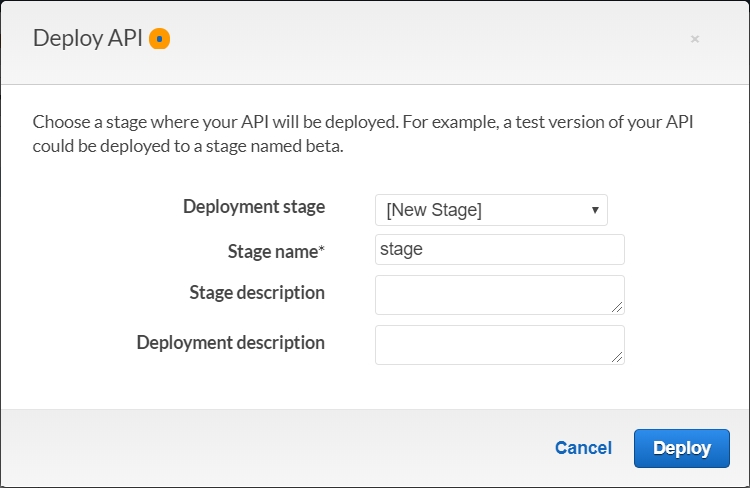 Deploy API
×
Choose a stage where your API will be deployed. For example, a test version of your API
could be deployed to a stage named beta.
Deployment stage [New Stage]
Stage name* stage
Stage description
Deployment description
Cancel Deploy